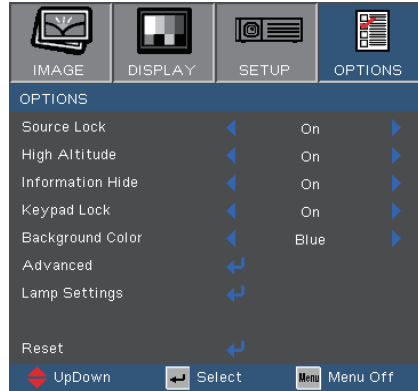 IMAGE DISPLAY SETUP OPTIONS
OPTIONS
Source Lock On
High Altitude On
Information Hide On
Keypad Lock On
Background Color Blue
Advanced
Lamp Settings
Reset
UpDown Select Menu Menu Off